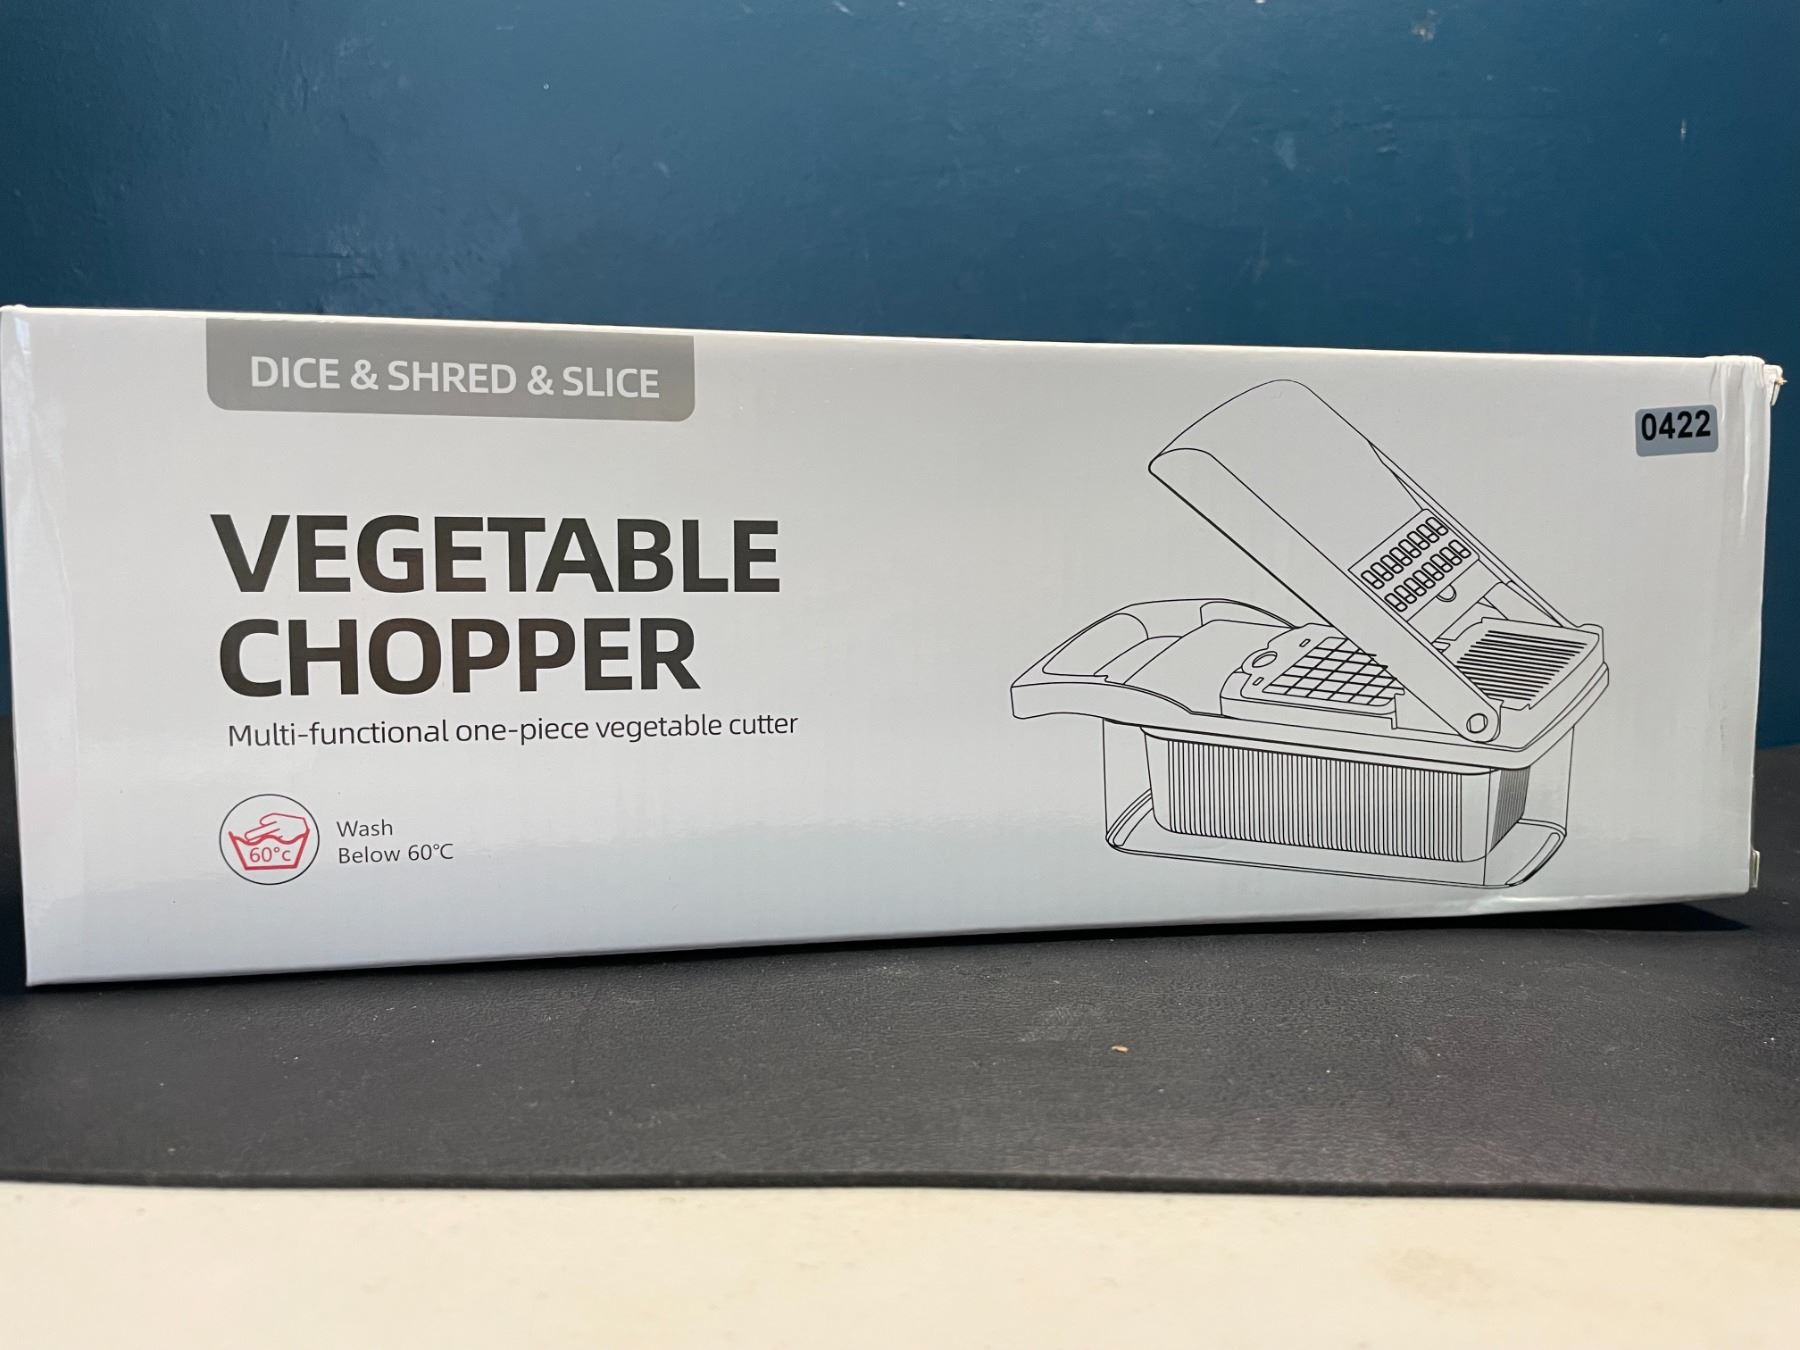 DICE & SHRED & SLICE
0422
VEGETABLE
CHOPPER
Multi-functional one-piece vegetable cutter
60°c
Wash
Below 60℃